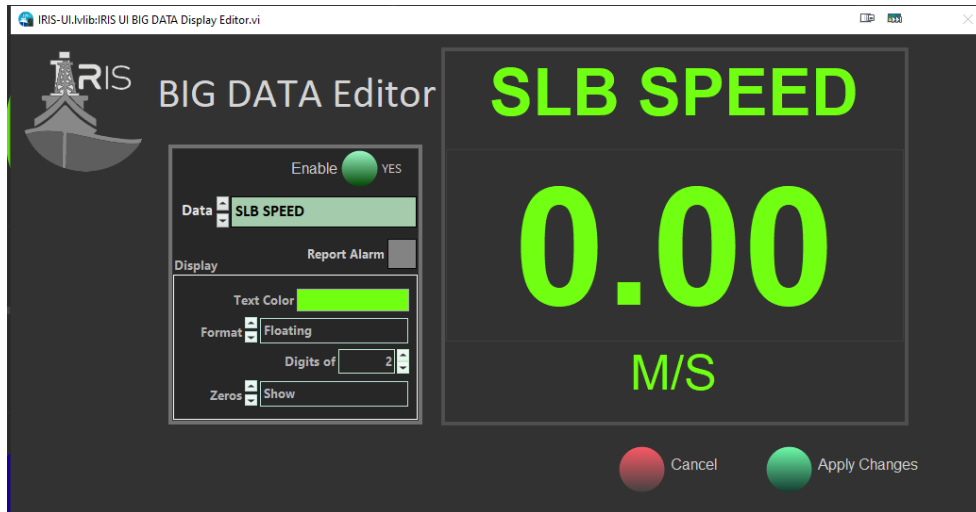 IRIS-UI.lvlib:IRIS UI BIG DATA Display Editor.vi
IRIS
BIG DATA Editor
Enable YES
Data SLB SPEED
Report Alarm
Display
Text Color
Format Floating
Digits of 2
Zeros Show
SLB SPEED
0.00
M/S
Cancel
Apply Changes